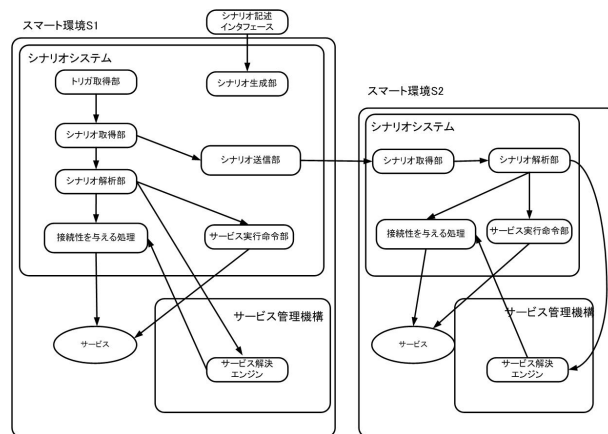 スマート環境S1
シナリオ記述
インタフェース
シナリオシステム
トリガ取得部
シナリオ生成部
シナリオ取得部
シナリオ送信部
シナリオ解析部
接続性を与える処理
サービス実行命令部
サービス管理機構
サービス
サービス解決
エンジン
スマート環境S2
シナリオシステム
シナリオ取得部
シナリオ解析部
接続性を与える処理
サービス実行命令部
サービス管理機構
サービス
サービス解決
エンジン